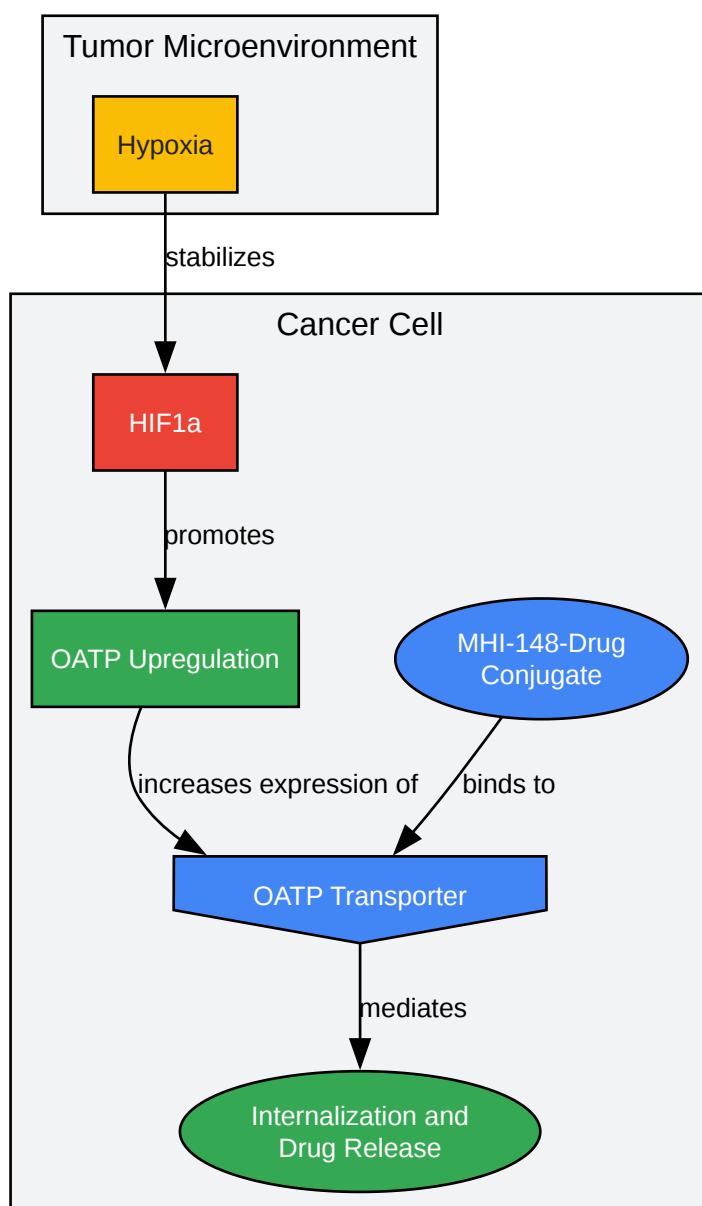 Tumor Microenvironment
Hypoxia
stabilizes
Cancer Cell
HIF1a
promotes
OATP Upregulation
MHI-148-Drug
Conjugate
increases expression of
binds to
OATP Transporter
mediates
Internalization and
Drug Release